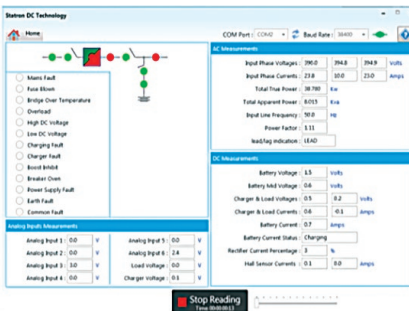 Statron DC Technology
Home
COM Port : COM2
Baud Rate : 38400
Mains Fault
Fuse Blown
Bridge Over Temperature
Overload
High DC Voltage
Low DC Voltage
Charging Fault
Charger Fault
Boost Inhibit
Breaker Open
Power Supply Fault
Earth Fault
Common Fault
Analog Inputs Measurements
Analog Input 1 : 0.0 V Analog Input 5 : 0.0 V
Analog Input 2 : 0.0 V Analog Input 6 : 2.4 V
Analog Input 3 : 3.0 V Load Voltage : 0.0 V
Analog Input 4 : 0.0 V Charger Voltage : 0.1 V
AC Measurements
Input Phase Voltages : 396.0 394.8 394.9 Volts
Input Phase Currents : 23.8 10.0 23.0 Amps
Total True Power : 38.780 Kw
Total Apparent Power : 8.015 Kva
Input Line Frequency : 50.0 Hz
Power Factor : 1.11
lead/lag indication : LEAD
DC Measurements
Battery Voltage : 1.5 Volts
Battery Mid Voltage : 0.6 Volts
Charger & Load Voltages : 0.5 0.2 Volts
Charger & Load Currents : 0.6 -0.1 Amps
Battery Current : 0.7 Amps
Battery Current Status : Charging
Rectifier Current Percentage : 3 %
Hall Sensor Currents : 0.1 0.0 Amps
Stop Reading
Time 00:00:00:13